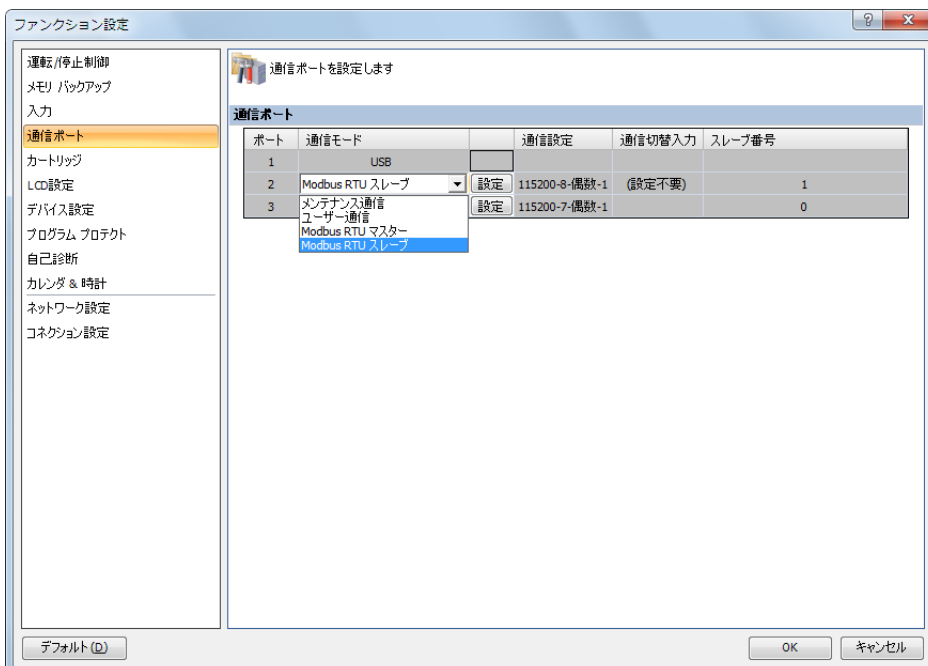 ファンクション設定
運転/停止制御
メモリ バックアップ
入力
通信ポート
カートリッジ
LCD設定
デバイス設定
プログラム プロテクト
自己診断
カレンダ & 時計
ネットワーク設定
コネクション設定
通信ポートを設定します
通信ポート
ポート 通信モード 通信設定 通信切替入力 スレーブ番号
1 USB
2 Modbus RTU スレーブ 設定 115200-8-偶数-1 (設定不要) 1
3 設定 115200-7-偶数-1 0
メンテナンス通信
ユーザー通信
Modbus RTU マスター
Modbus RTU スレーブ
デフォルト(D) OK キャンセル